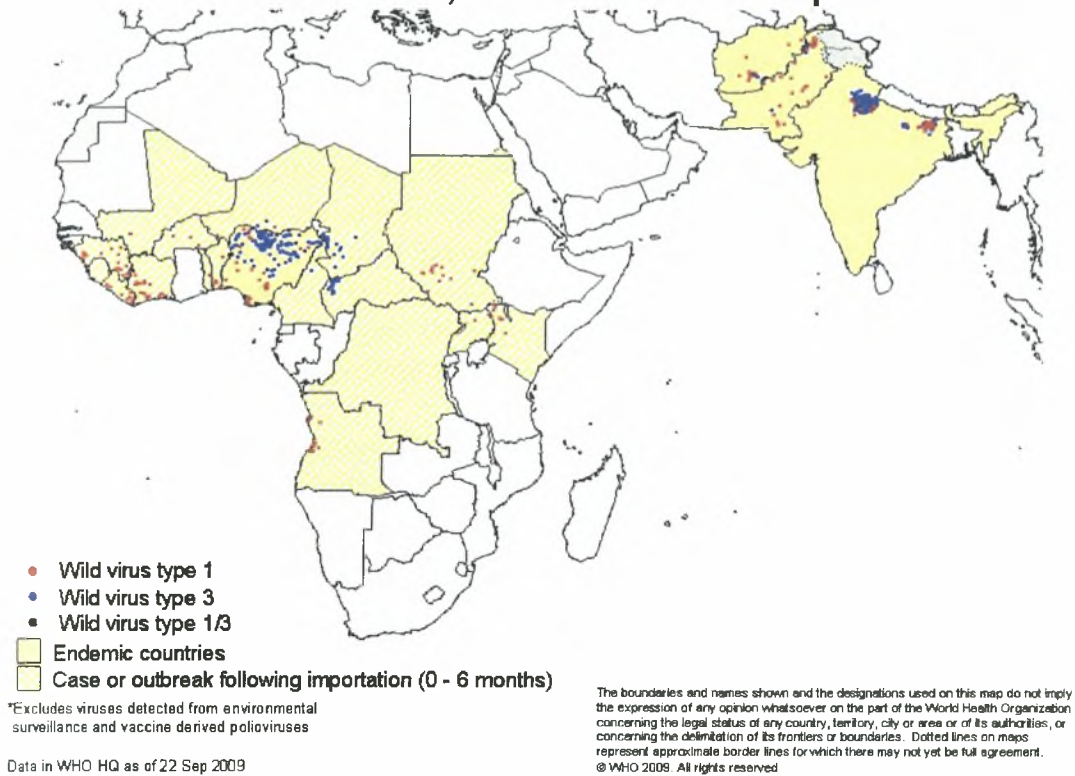 Wild virus type 1
Wild virus type 3
Wild virus type 1/3
Endemic countries
Case or outbreak following importation (0 - 6 months)
*Excludes viruses detected from environmental
surveillance and vaccine derived polioviruses
Data in WHO HQ as of 22 Sep 2009
The boundaries and names shown and the designations used on this map do not imply
the expression of any opinion whatsoever on the part of the World Health Organization
concerning the legal status of any country, territory, city or area or of its authorities, or
concerning the delimitation of its frontiers or boundaries. Dotted lines on maps
represent approximate border lines for which there may not yet be full agreement.
© WHO 2009. All rights reserved